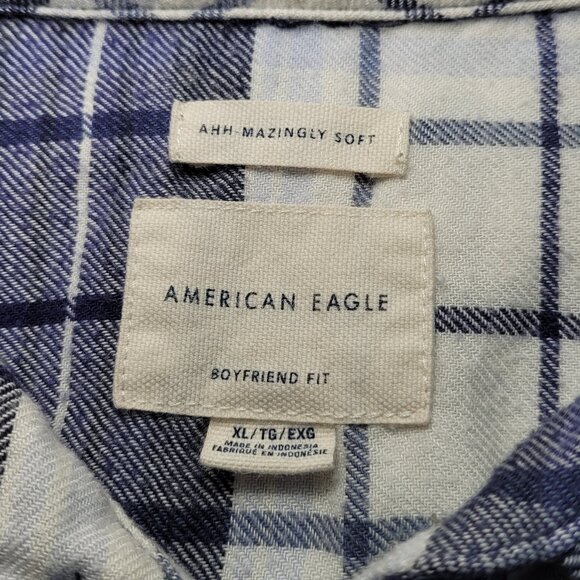 AHH-MAZINGLY SOFT
AMERICAN EAGLE
BOYFRIEND FIT
XL/TG/EXG
MADE IN INDONESIA
FABRIQUÉ EN INDONÉSIE